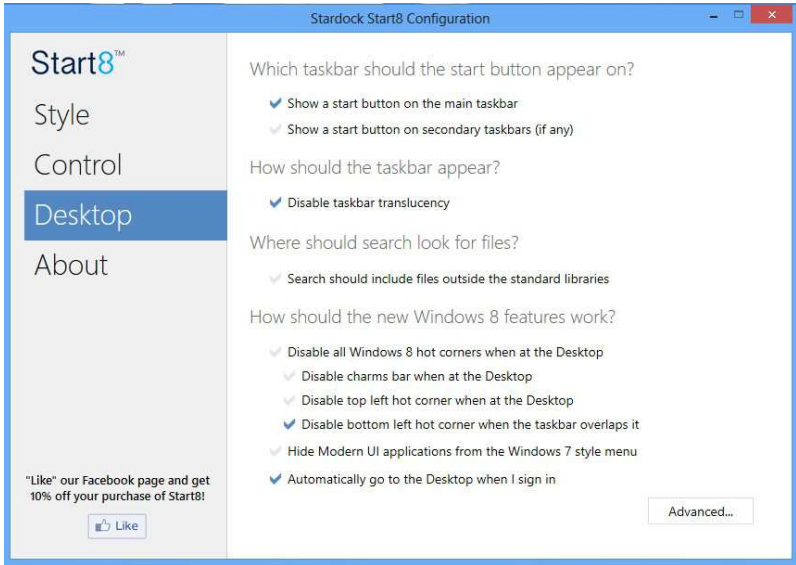 Stardock Start8 Configuration
Start8™
Style
Control
Desktop
About
"Like" our Facebook page and get
10% off your purchase of Start8!
Like
Which taskbar should the start button appear on?
Show a start button on the main taskbar
Show a start button on secondary taskbars (if any)
How should the taskbar appear?
Disable taskbar translucency
Where should search look for files?
Search should include files outside the standard libraries
How should the new Windows 8 features work?
Disable all Windows 8 hot corners when at the Desktop
Disable charms bar when at the Desktop
Disable top left hot corner when at the Desktop
Disable bottom left hot corner when the taskbar overlaps it
Hide Modern UI applications from the Windows 7 style menu
Automatically go to the Desktop when I sign in
Advanced...